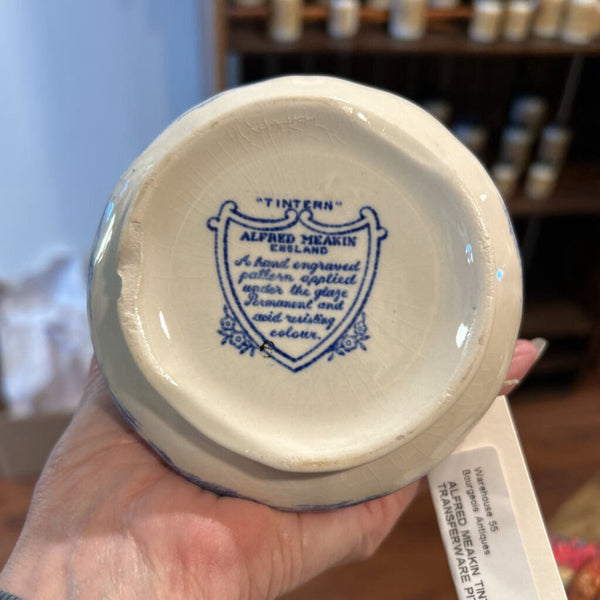 "TINTERN"
ALFRED MEAKIN
ENGLAND
A hand engraved
pattern applied
under the glaze
Permanent and
acid resisting
colour.
Warehouse 55
Bourgeois Antiques
ALFRED MEAKIN TIN
TRANSFERWARE PI